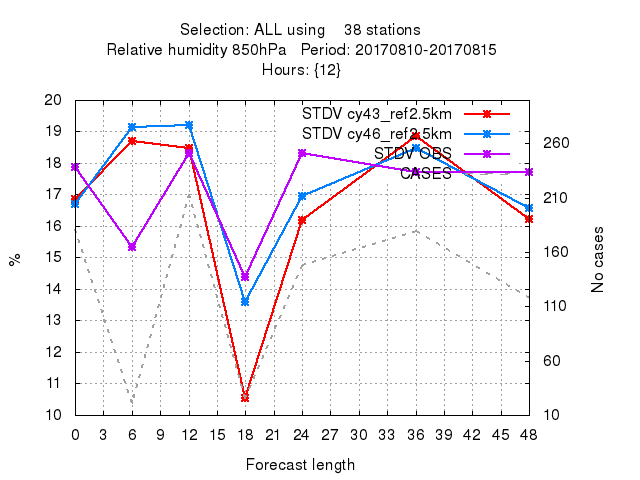 Selection: ALL using 38 stations
Relative humidity 850hPa Period: 20170810-20170815
Hours: {12}
STDV cy43_ref2.5km
STDV cy46_ref2.5km
STDV OBS
CASES
20
19
18
17
16
15
14
13
12
11
10
%
260
210
160
110
60
10
No cases
0 3 6 9 12 15 18 21 24 27 30 33 36 39 42 45 48
Forecast length